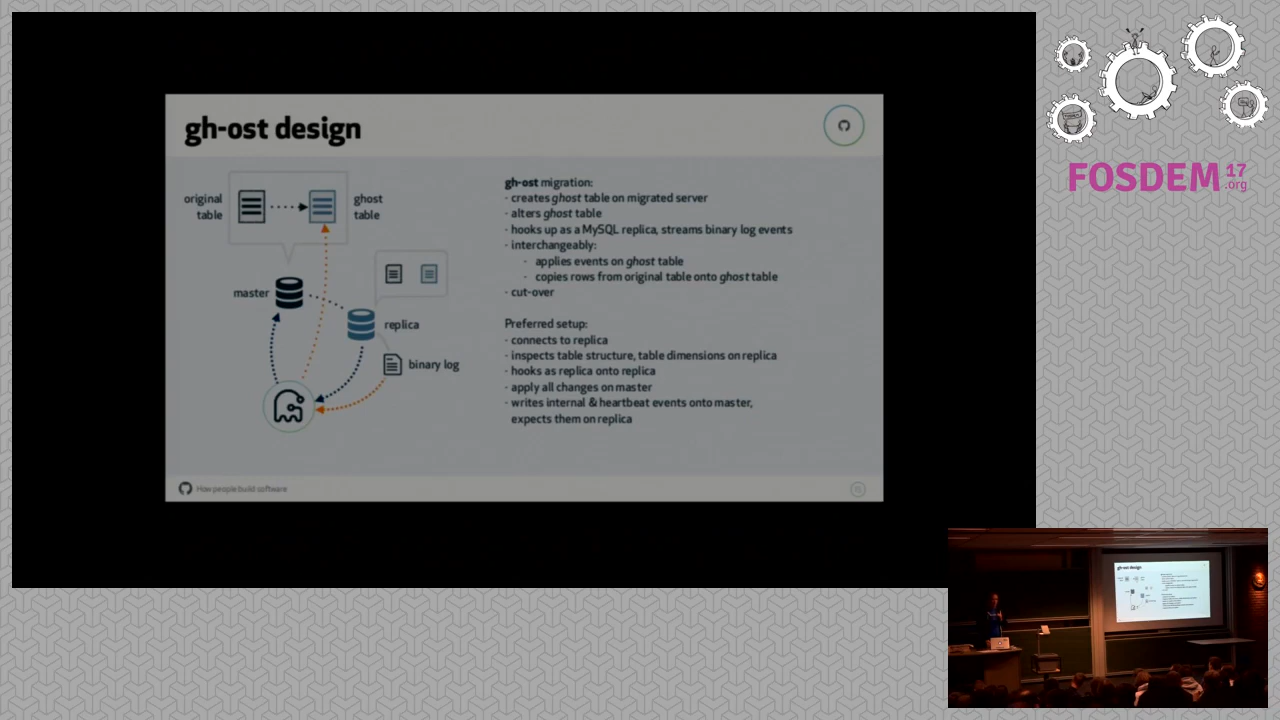 gh-ost design
original
table
ghost
table
master
replica
binary log
gh-ost migration:
- creates ghost table on migrated server
- alters ghost table
- hooks up as a MySQL replica, streams binary log events
- interchangeably:
- applies events on ghost table
- copies rows from original table onto ghost table
- cut-over
Preferred setup:
- connects to replica
- inspects table structure, table dimensions on replica
- hooks as replica onto replica
- apply all changes on master
- writes internal & heartbeat events onto master,
expects them on replica
How people build software
FOSDEM 17
.org
gh-ost design